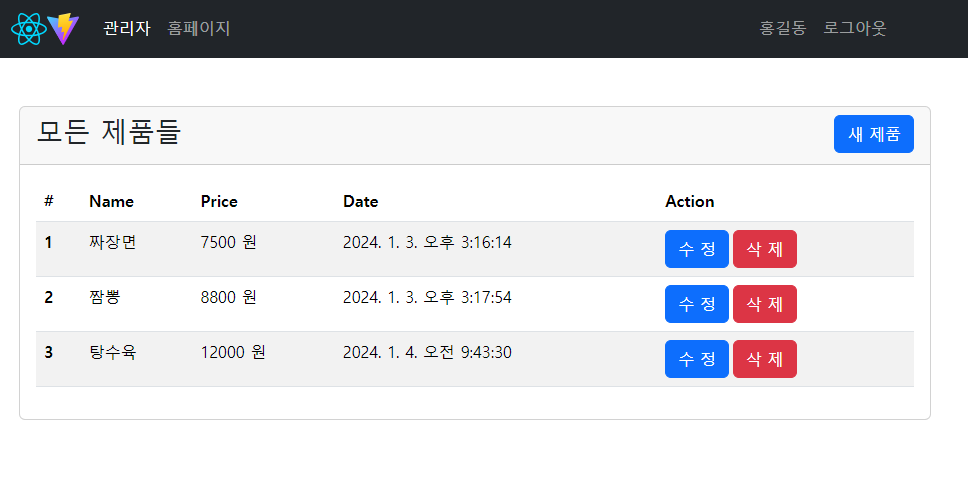 관리자 홈페이지 홍길동 로그아웃
모든 제품들 새 제품
# Name Price Date Action
1 짜장면 7500 원 2024. 1. 3. 오후 3:16:14 수 정 삭 제
2 짬뽕 8800 원 2024. 1. 3. 오후 3:17:54 수 정 삭 제
3 탕수육 12000 원 2024. 1. 4. 오전 9:43:30 수 정 삭 제